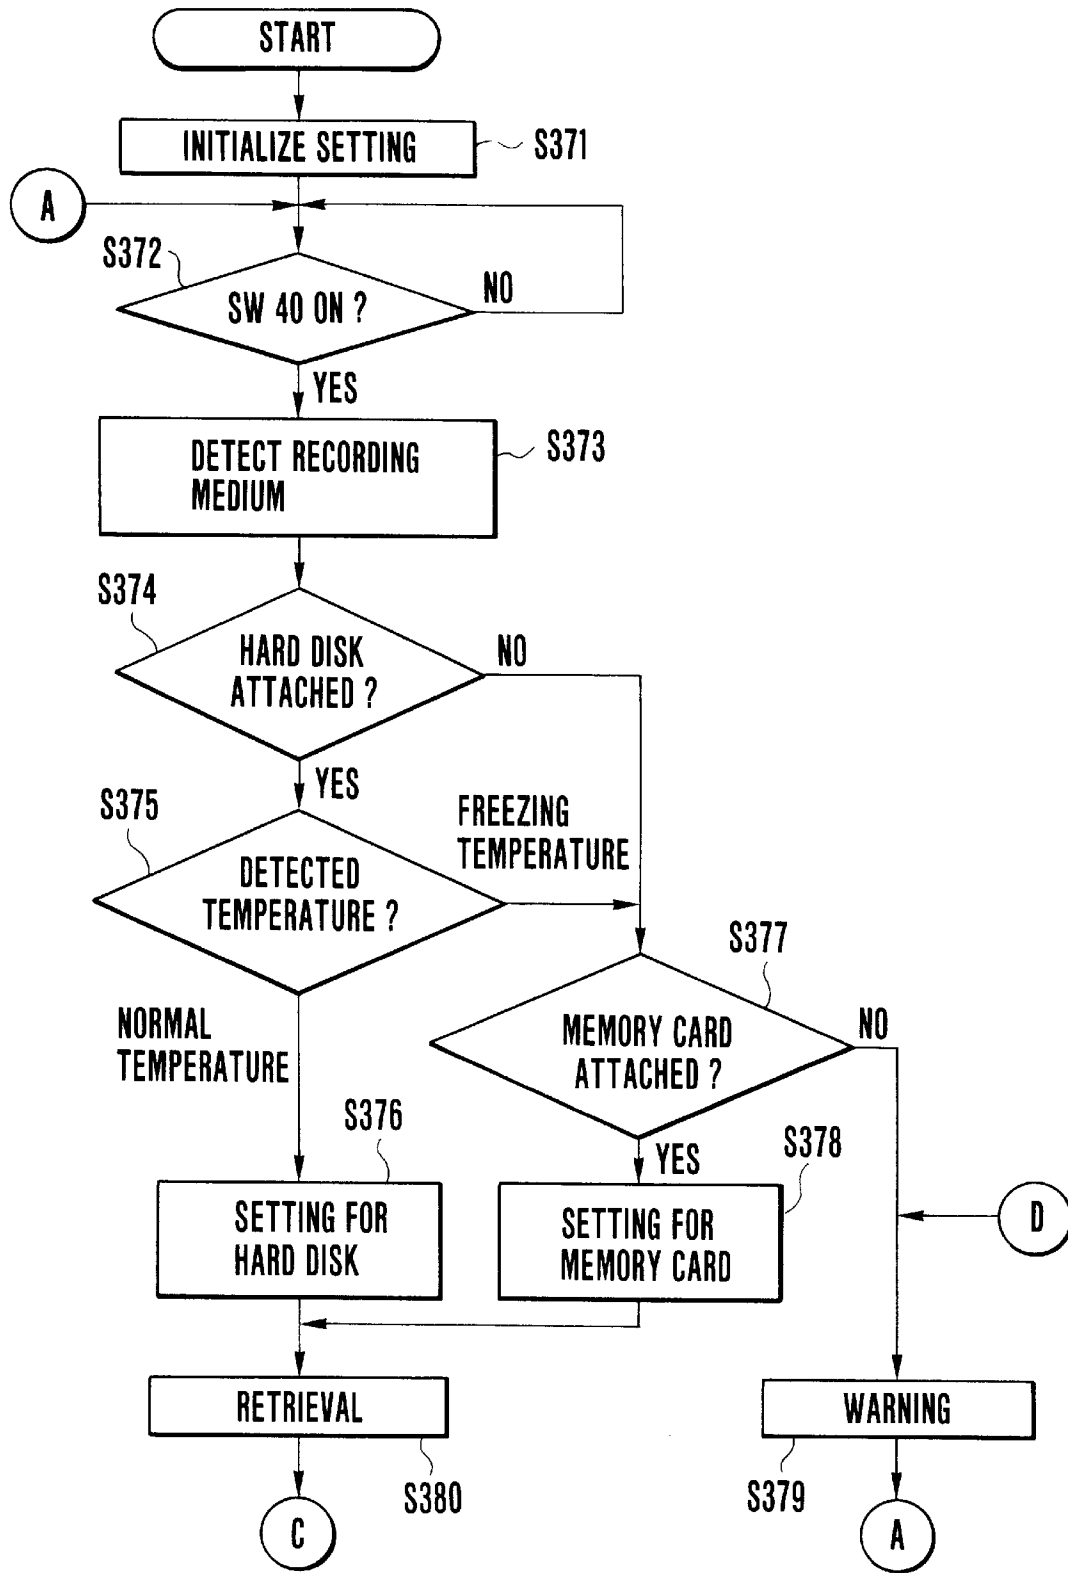 START
INITIALIZE SETTING
S371
A
S372
SW 40 ON ?
NO
YES
DETECT RECORDING
MEDIUM
S373
S374
HARD DISK
ATTACHED ?
NO
YES
S375
DETECTED
TEMPERATURE ?
FREEZING
TEMPERATURE
NORMAL
TEMPERATURE
S377
MEMORY CARD
ATTACHED ?
NO
YES
S376
SETTING FOR
HARD DISK
S378
SETTING FOR
MEMORY CARD
D
RETRIEVAL
S380
WARNING
S379
C
A